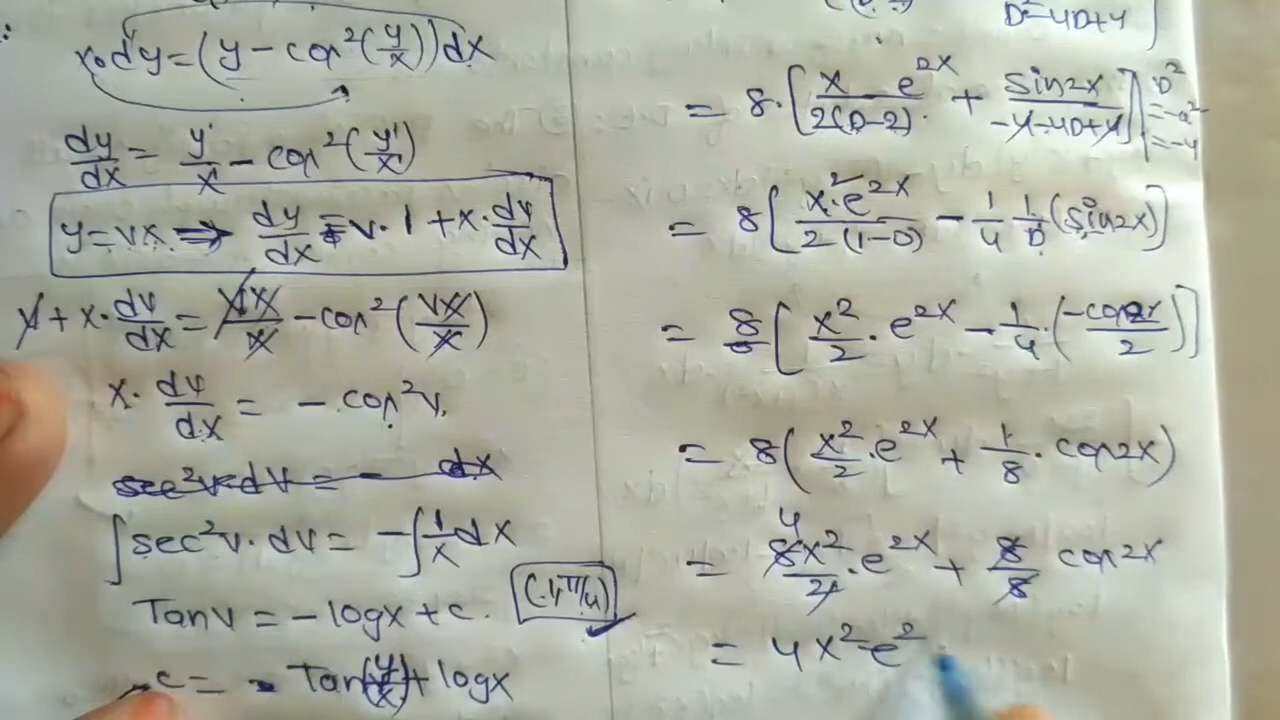 x·dy=(y-cos²(y/x))dx
dy/dx = y/x - cos²(y/x)
y=vx ⇒ dy/dx = v·1+x·dv/dx
v+x·dv/dx = vx/x - cos²(vx/x)
x·dv/dx = -cos²v
sec²v·dv = - dx
∫sec²v·dv = -∫1/x dx
Tanv = -logx+c. (1,π/4)
c = Tan(y/x)+logx
D²-4D+4]
= 8·[x e^2x/2(D-2) + sin2x/-4-4D+4] D²
=-a²
=-4
= 8[x²·e^2x/2(1-0) - 1/4 1/D (sin2x)]
= 8[x²/2·e^2x - 1/4·(-cos2x/2)]
= 8(x²/2·e^2x + 1/8·cos2x)
= 4 8x²/2·e^2x + 8/8 cos2x
= 4x²e²